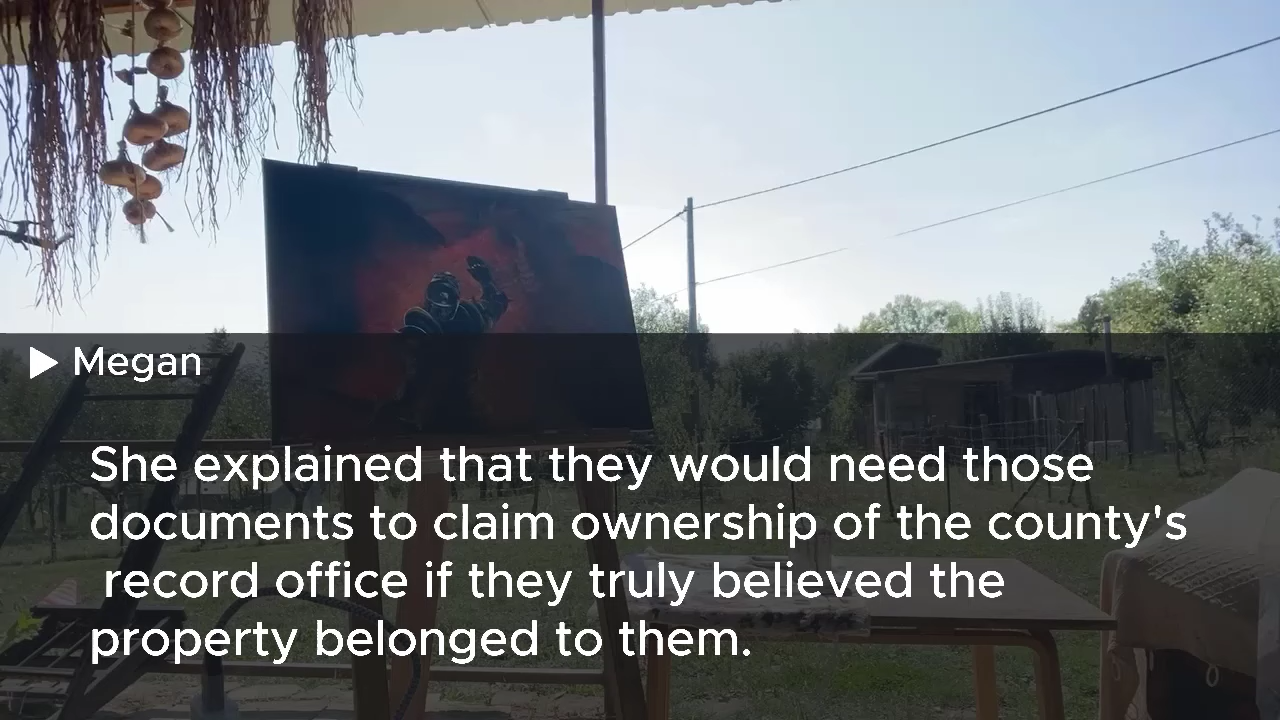 Megan
She explained that they would need those
documents to claim ownership of the county's
record office if they truly believed the
property belonged to them.